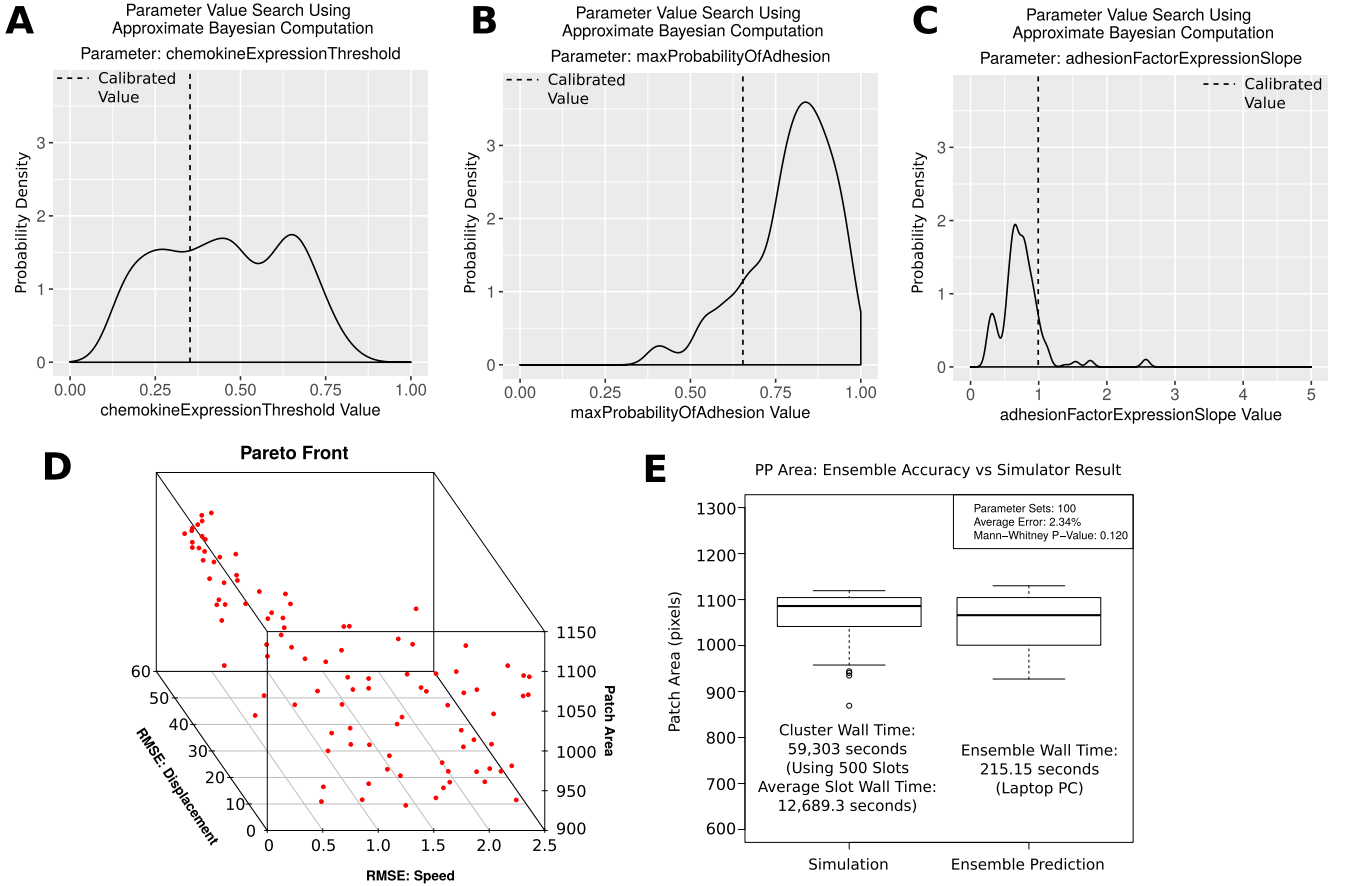 A
Parameter Value Search Using
Approximate Bayesian Computation
Parameter: chemokineExpressionThreshold
Calibrated
Value
Probability Density
3
2
1
0
0.00 0.25 0.50 0.75 1.00
chemokineExpressionThreshold Value
B
Parameter Value Search Using
Approximate Bayesian Computation
Parameter: maxProbabilityOfAdhesion
Calibrated
Value
Probability Density
3
2
1
0
0.00 0.25 0.50 0.75 1.00
maxProbabilityOfAdhesion Value
C
Parameter Value Search Using
Approximate Bayesian Computation
Parameter: adhesionFactorExpressionSlope
Calibrated
Value
Probability Density
3
2
1
0
0 1 2 3 4 5
adhesionFactorExpressionSlope Value
D
Pareto Front
60
50
40
30
20
10
0
RMSE: Displacement
0 0.5 1.0 1.5 2.0 2.5
RMSE: Speed
1150
1100
1050
1000
950
900
Patch Area
E
PP Area: Ensemble Accuracy vs Simulator Result
Parameter Sets: 100
Average Error: 2.34%
Mann−Whitney P−Value: 0.120
Patch Area (pixels)
1300
1200
1100
1000
900
800
700
600
Cluster Wall Time:
59,303 seconds
(Using 500 Slots
Average Slot Wall Time:
12,689.3 seconds)
Ensemble Wall Time:
215.15 seconds
(Laptop PC)
Simulation Ensemble Prediction